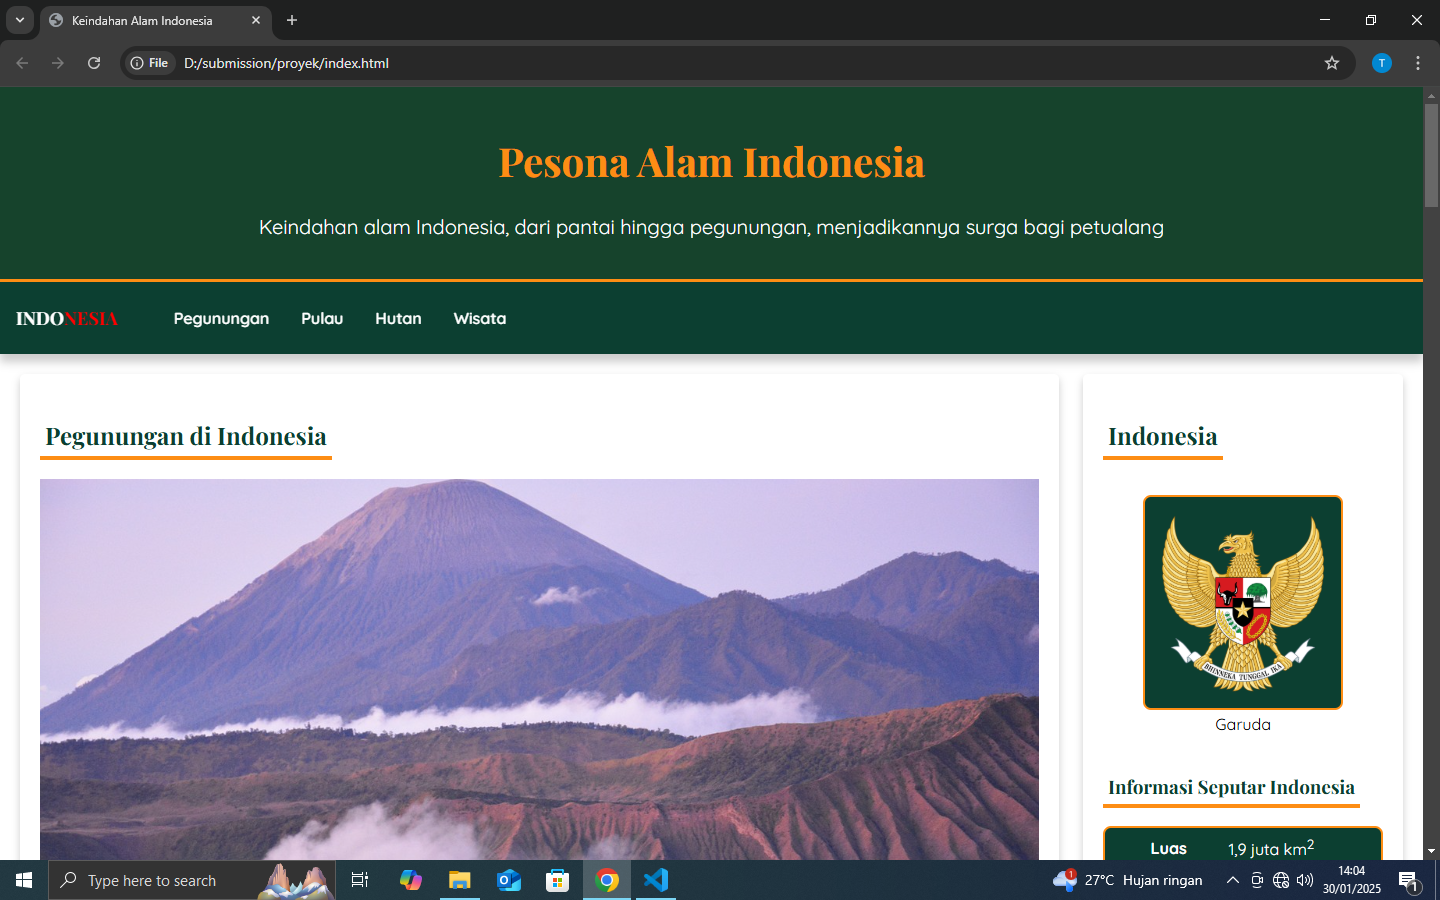 Keindahan Alam Indonesia
File
D:/submission/proyek/index.html
T
Pesona Alam Indonesia
Keindahan alam Indonesia, dari pantai hingga pegunungan, menjadikannya surga bagi petualang
INDONESIA
Pegunungan
Pulau
Hutan
Wisata
Pegunungan di Indonesia
Indonesia
BHINNEKA TUNGGAL IKA
Garuda
Informasi Seputar Indonesia
Luas
1,9 juta km2
Type here to search
1
27°C Hujan ringan
14:04
30/01/2025
1